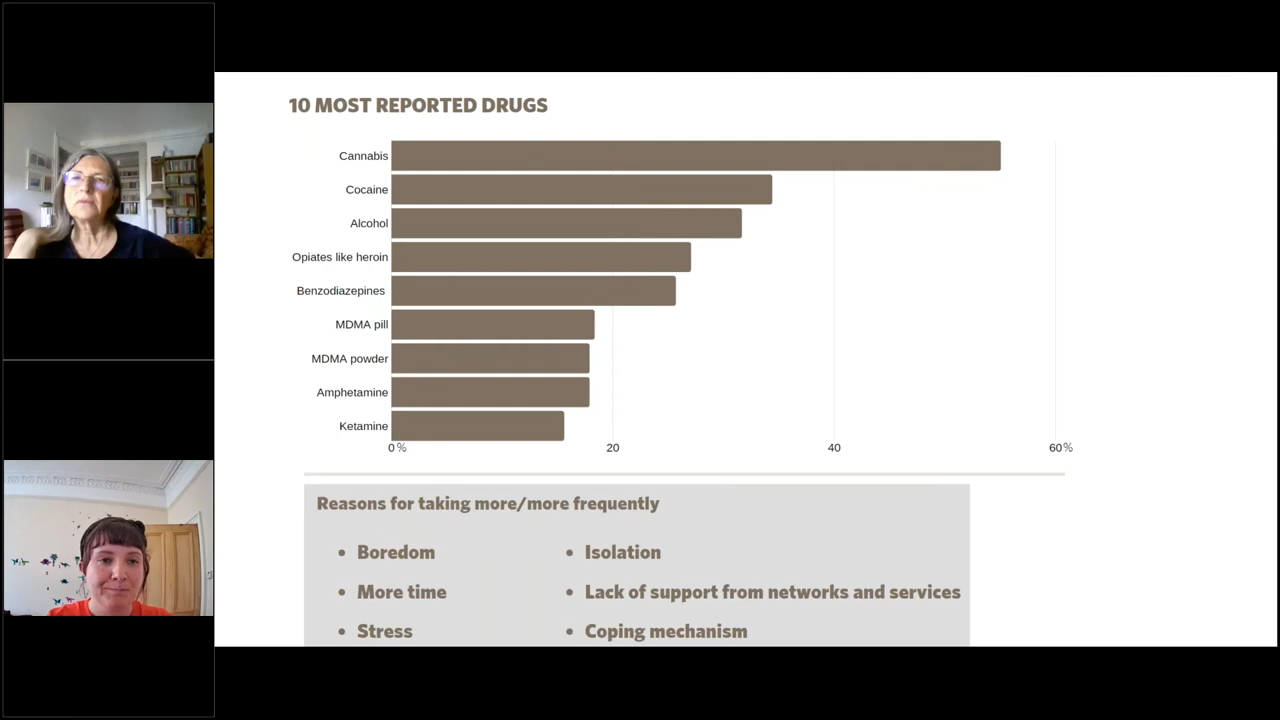 10 MOST REPORTED DRUGS
Cannabis
Cocaine
Alcohol
Opiates like heroin
Benzodiazepines
MDMA pill
MDMA powder
Amphetamine
Ketamine
0% 20 40 60%
Reasons for taking more/more frequently
• Boredom
• Isolation
• More time
• Lack of support from networks and services
• Stress
• Coping mechanism